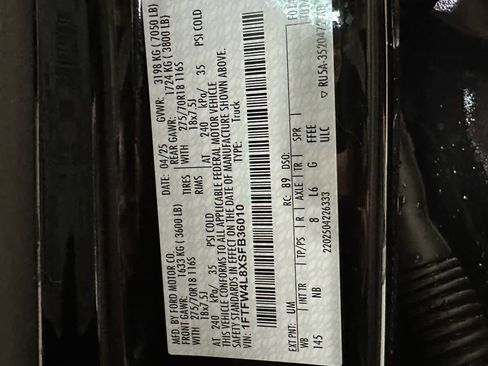 MFD. BY FORD MOTOR CO.
DATE: 04/25 GVWR: 3198 KG ( 7050 LB)
FRONT GAWR: 1633 KG ( 3600 LB) REAR GAWR: 1724 KG ( 3800 LB)
WITH 275/70R18 116S TIRES WITH 275/70R18 116S
18x7.5J RIMS 18x7.5J
AT 240 kPa/ 35 PSI COLD AT 240 kPa/ 35 PSI COLD
THIS VEHICLE CONFORMS TO ALL APPLICABLE FEDERAL MOTOR VEHICLE
SAFETY STANDARDS IN EFFECT ON THE DATE OF MANUFACTURE SHOWN ABOVE.
VIN: 1FTFW4L8XSFB36010 TYPE: Truck
EXT PNT: UM RC: 89 DSO:
WB INT TR TP/PS R AXLE TR SPR
145 NB 8 L6 G FFEE
ULC
2202504226333